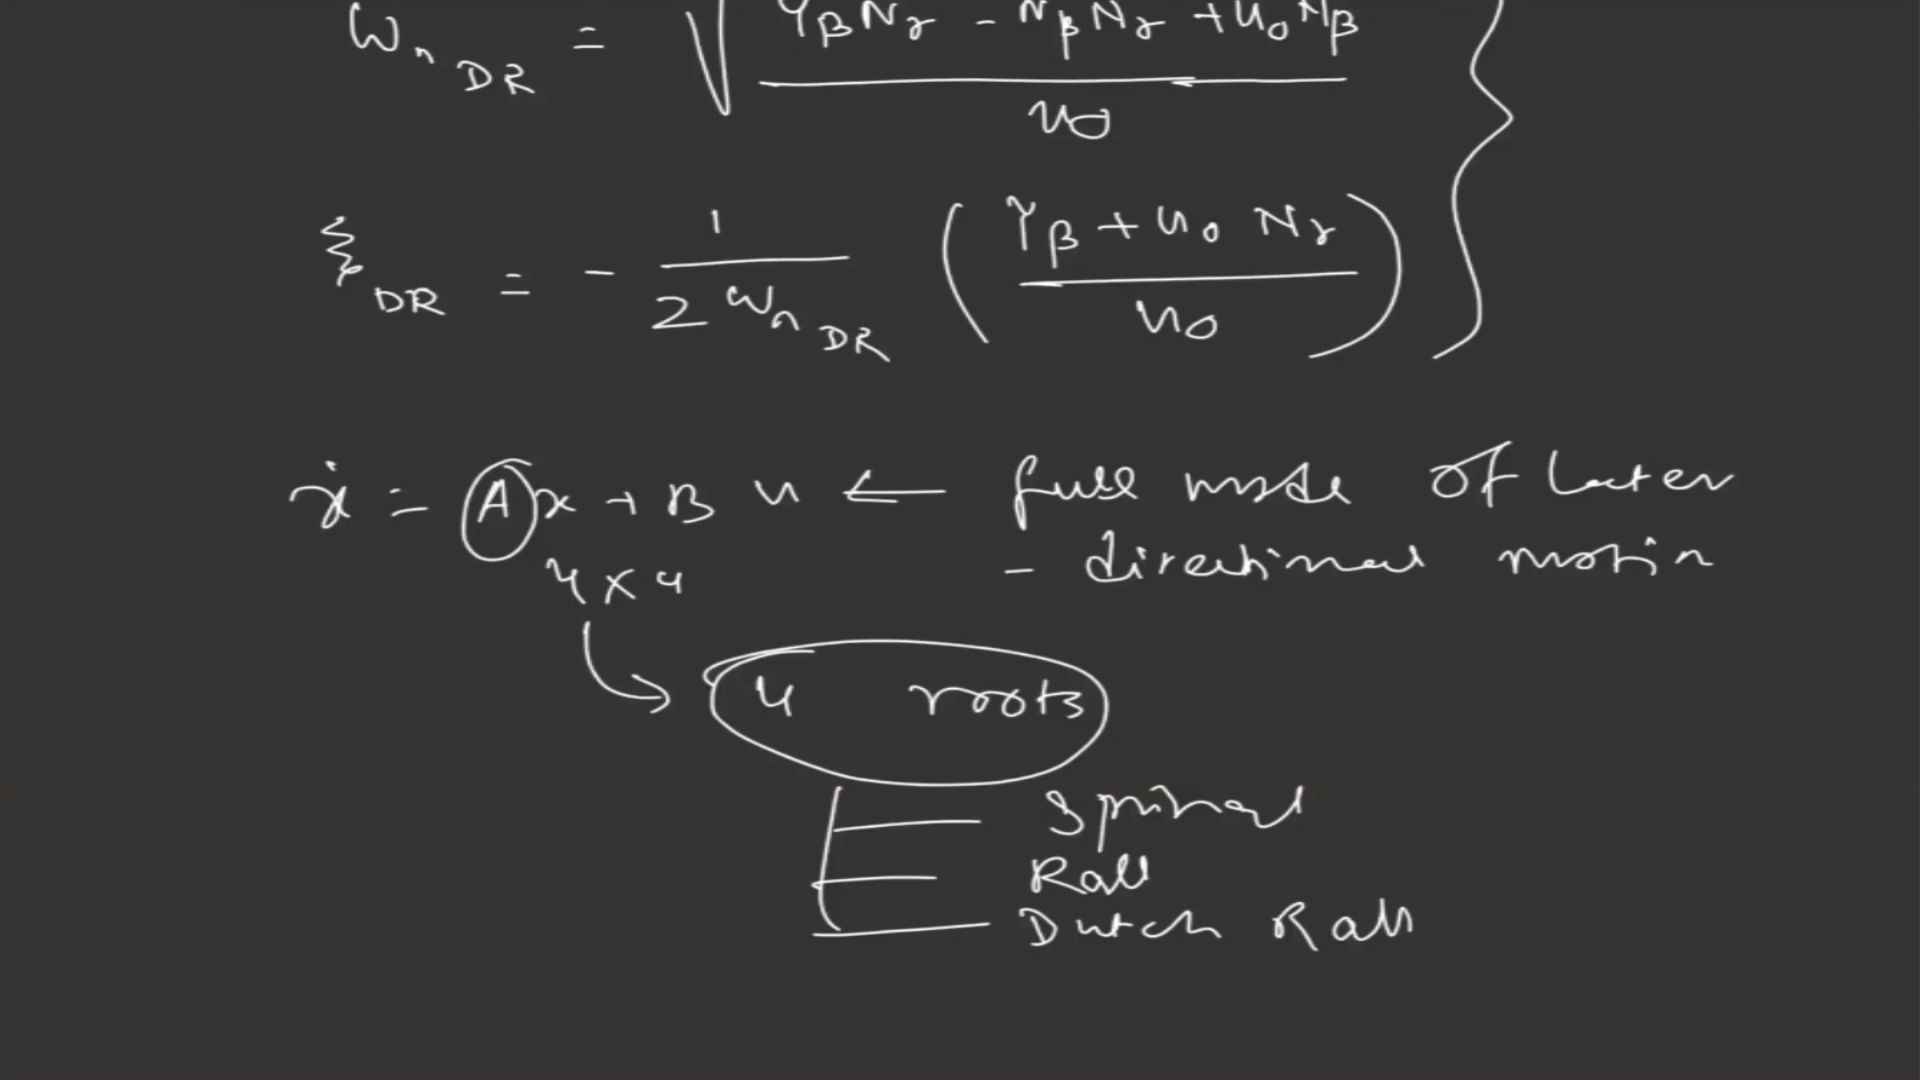 ω_n DR = √ (Y_β N_r - N_β N_r + u_0 N_β) / u_0
ξ_DR = - 1 / (2 ω_n DR) ( (Y_β + u_0 N_r) / u_0 )
ẋ = A x + B u ← full mode of later
4 x 4 - directional motion
4 roots
Spiral
Roll
Dutch Roll